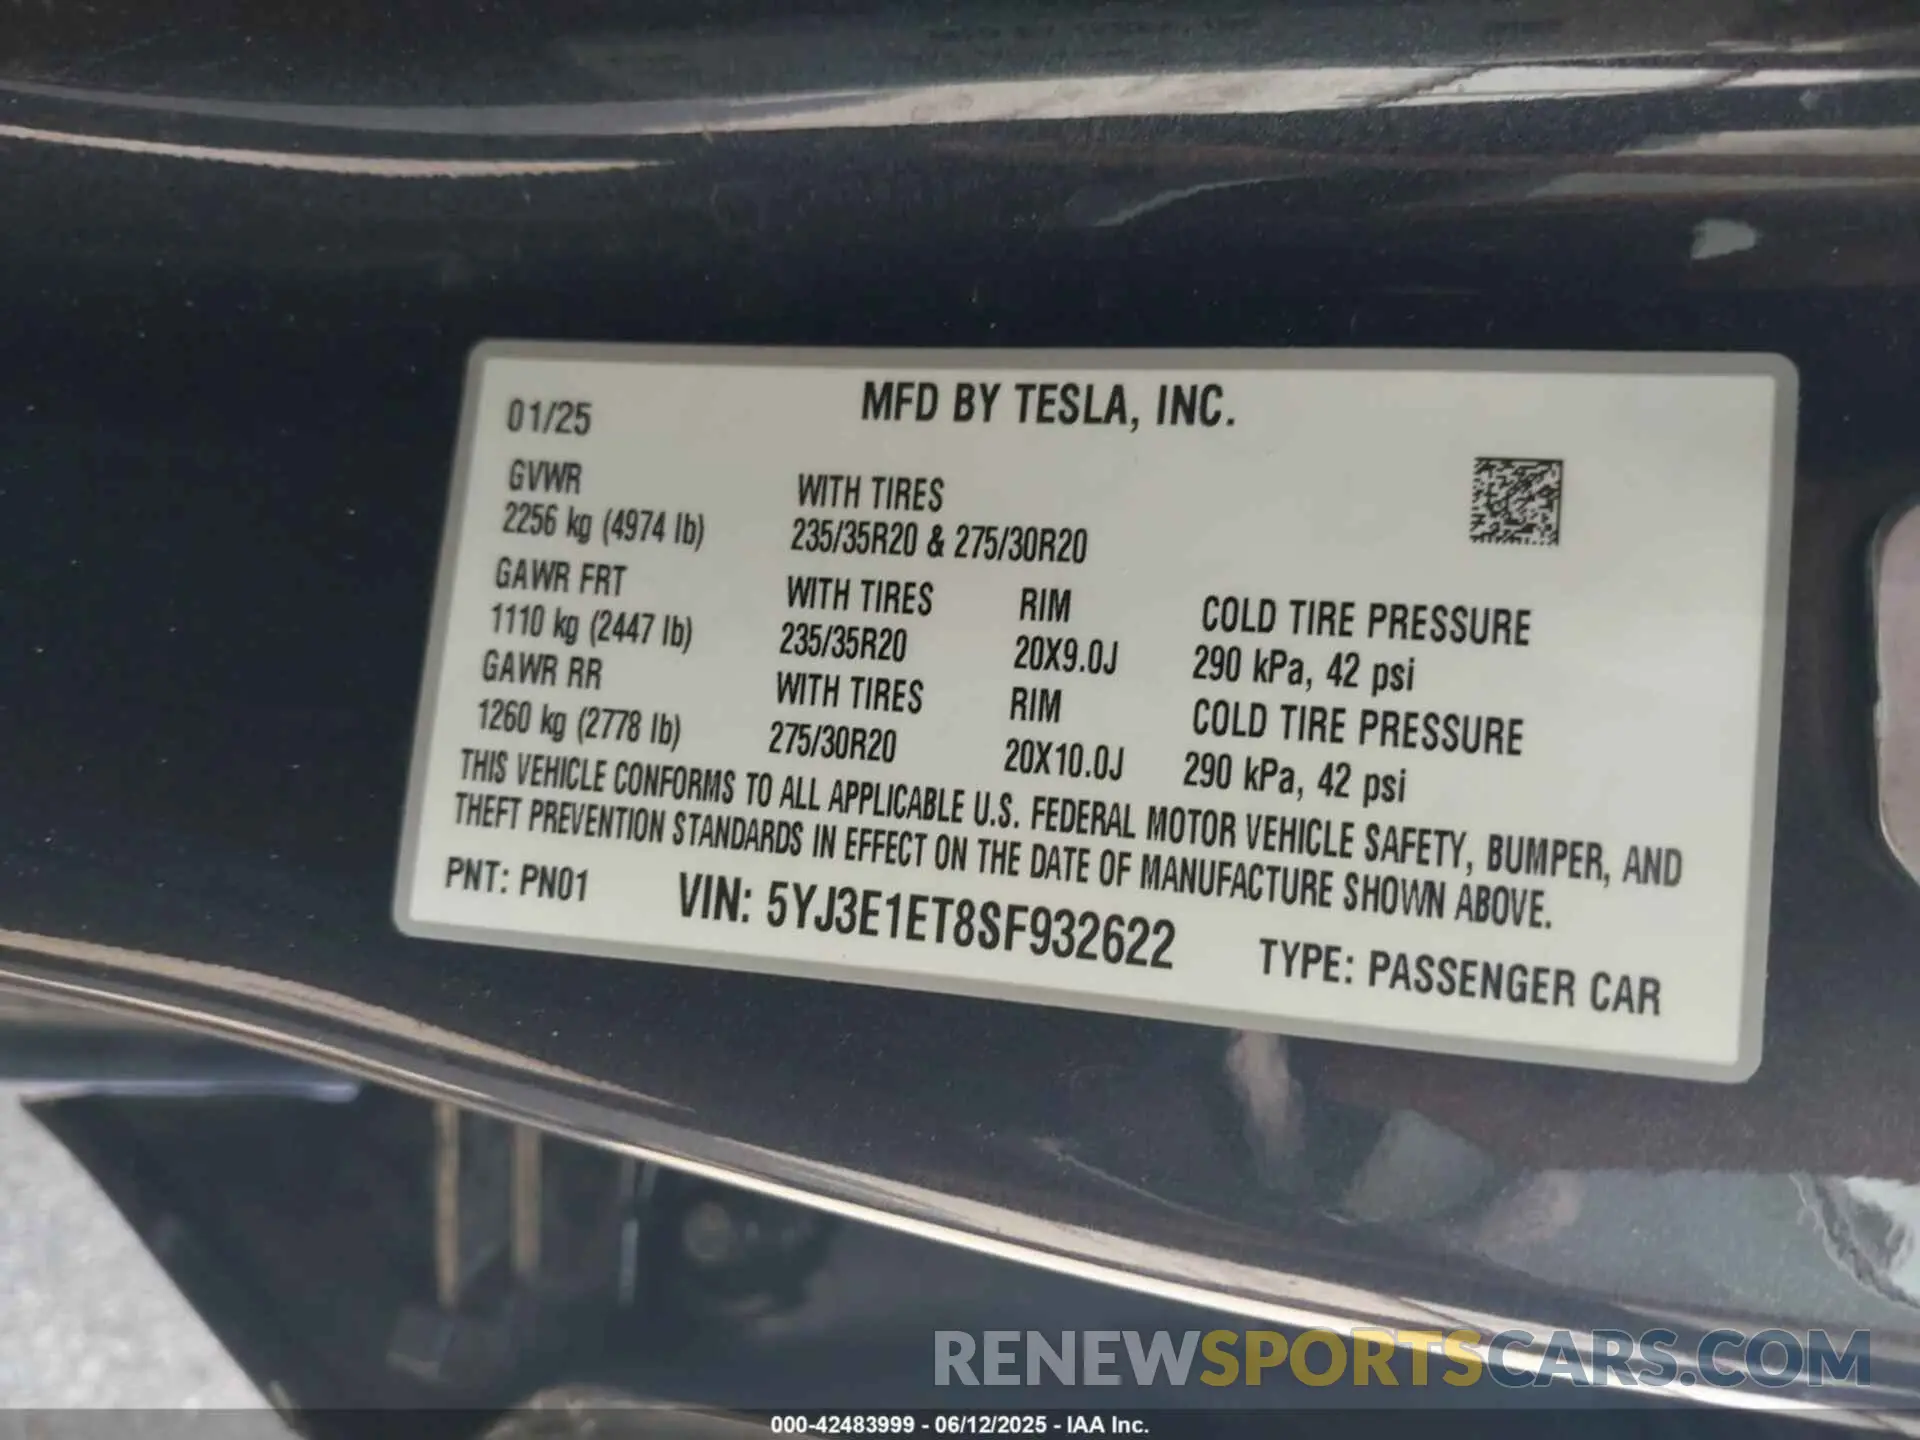 01/25
MFD BY TESLA, INC.
GVWR
2256 kg (4974 lb)
WITH TIRES
235/35R20 & 275/30R20
GAWR FRT
1110 kg (2447 lb)
WITH TIRES
235/35R20
RIM
20X9.0J
COLD TIRE PRESSURE
290 kPa, 42 psi
GAWR RR
1260 kg (2778 lb)
WITH TIRES
275/30R20
RIM
20X10.0J
COLD TIRE PRESSURE
290 kPa, 42 psi
THIS VEHICLE CONFORMS TO ALL APPLICABLE U.S. FEDERAL MOTOR VEHICLE SAFETY, BUMPER, AND
THEFT PREVENTION STANDARDS IN EFFECT ON THE DATE OF MANUFACTURE SHOWN ABOVE.
PNT: PN01
VIN: 5YJ3E1ET8SF932622
TYPE: PASSENGER CAR
RENEWSPORTSCARS.COM
000-42483999 - 06/12/2025 - IAA Inc.